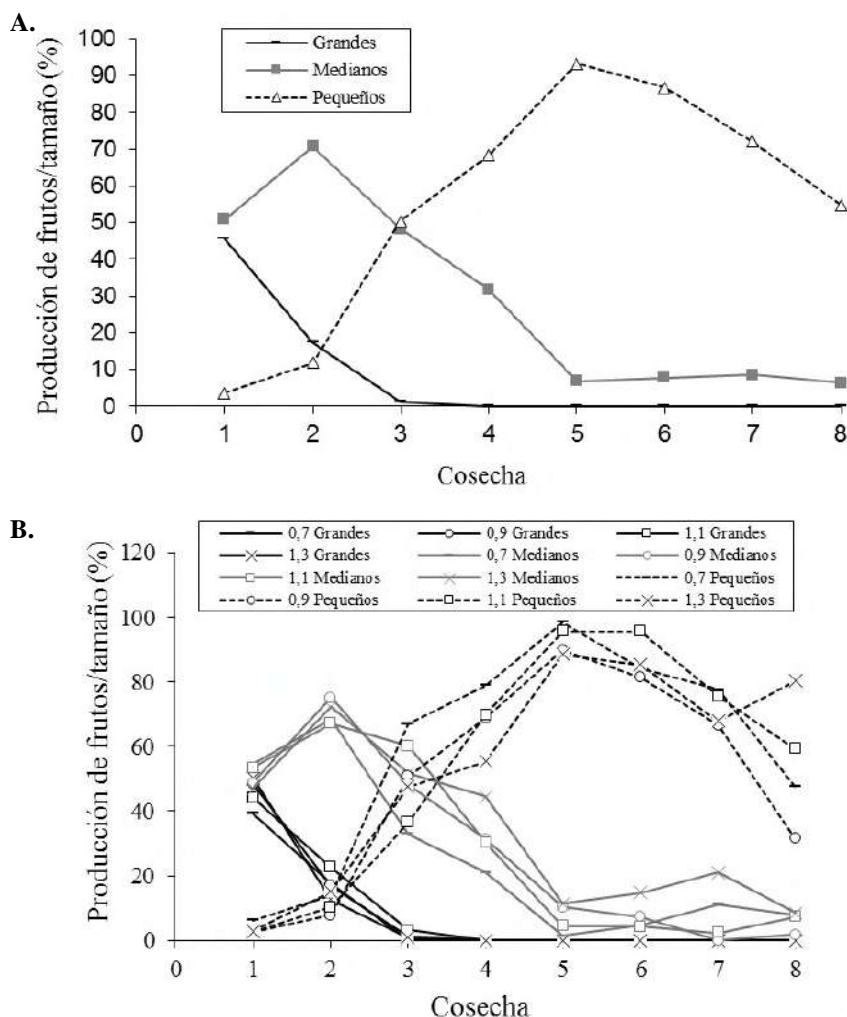 A.
Producción de frutos/tamaño (%)
100
90
80
70
60
50
40
30
20
10
0
Grandes
Medianos
Pequeños
0 1 2 3 4 5 6 7 8
Cosecha
B.
Producción de frutos/tamaño (%)
120
100
80
60
40
20
0
0,7 Grandes 0,9 Grandes 1,1 Grandes
1,3 Grandes 0,7 Medianos 0,9 Medianos
1,1 Medianos 1,3 Medianos 0,7 Pequeños
0,9 Pequeños 1,1 Pequeños 1,3 Pequeños
0 1 2 3 4 5 6 7 8
Cosecha